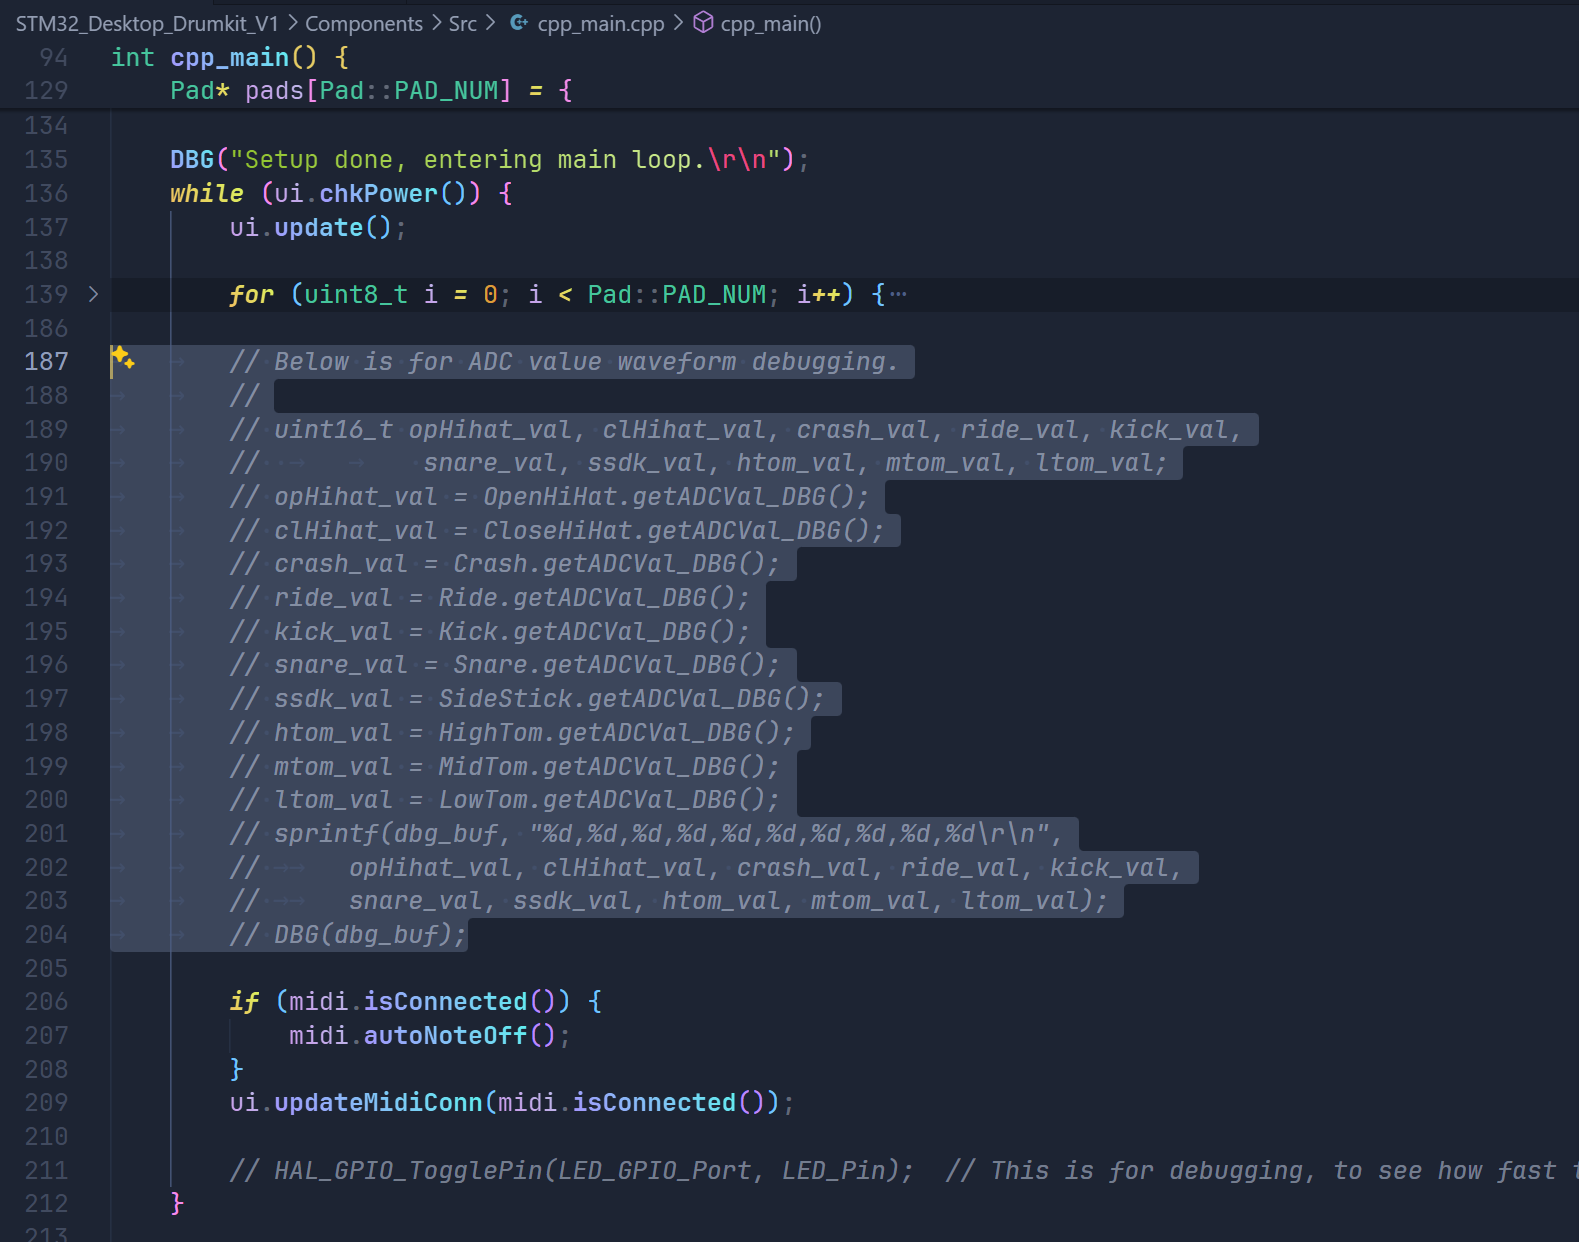 STM32_Desktop_Drumkit_V1 > Components > Src > cpp_main.cpp > cpp_main()
94 int cpp_main() {
129 Pad* pads[Pad::PAD_NUM] = {
134
135 DBG("Setup done, entering main loop.\r\n");
136 while (ui.chkPower()) {
137 ui.update();
138
139 for (uint8_t i = 0; i < Pad::PAD_NUM; i++) {···
186
187 // Below is for ADC value waveform debugging.
188 //
189 // uint16_t opHihat_val, clHihat_val, crash_val, ride_val, kick_val,
190 // snare_val, ssdk_val, htom_val, mtom_val, ltom_val;
191 // opHihat_val = OpenHiHat.getADCVal_DBG();
192 // clHihat_val = CloseHiHat.getADCVal_DBG();
193 // crash_val = Crash.getADCVal_DBG();
194 // ride_val = Ride.getADCVal_DBG();
195 // kick_val = Kick.getADCVal_DBG();
196 // snare_val = Snare.getADCVal_DBG();
197 // ssdk_val = SideStick.getADCVal_DBG();
198 // htom_val = HighTom.getADCVal_DBG();
199 // mtom_val = MidTom.getADCVal_DBG();
200 // ltom_val = LowTom.getADCVal_DBG();
201 // sprintf(dbg_buf, "%d,%d,%d,%d,%d,%d,%d,%d,%d,%d\r\n",
202 // opHihat_val, clHihat_val, crash_val, ride_val, kick_val,
203 // snare_val, ssdk_val, htom_val, mtom_val, ltom_val);
204 // DBG(dbg_buf);
205
206 if (midi.isConnected()) {
207 midi.autoNoteOff();
208 }
209 ui.updateMidiConn(midi.isConnected());
210
211 // HAL_GPIO_TogglePin(LED_GPIO_Port, LED_Pin); // This is for debugging, to see how fast
212 }
213